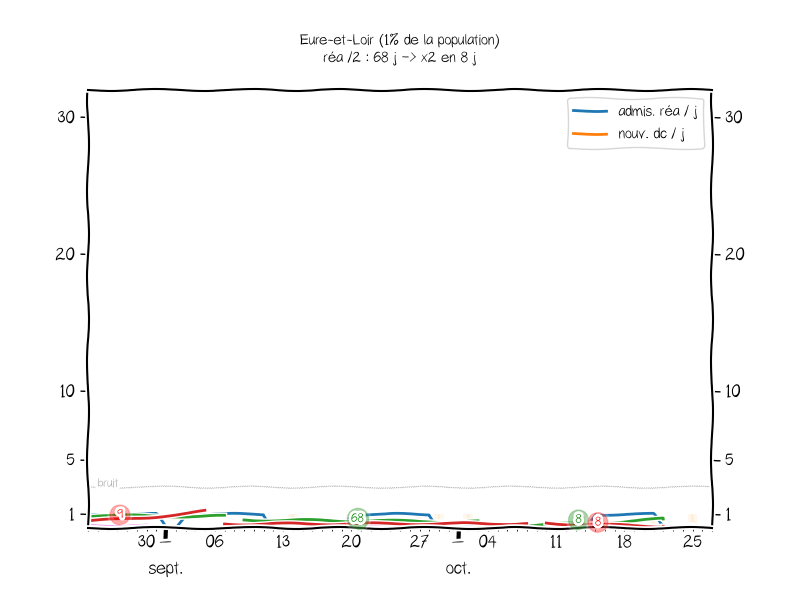 Eure-et-Loir (1% de la population)
réa /2 : 68 j -> x2 en 8 j
admis. réa / j
nouv. dc / j
30 30
20 20
10 10
5 5
bruit
1 1
9 68 8 8
30 06 13 20 27 04 11 18 25
sept. oct.